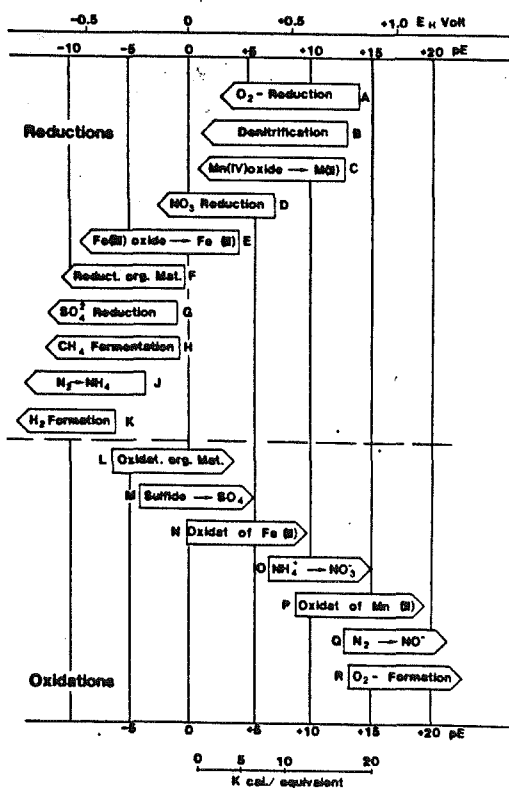 -0.5 0 +0.5 +1.0 E H Volt
-10 -5 0 +5 +10 +15 +20 pE
O2 - Reduction A
Reductions
Denitrification B
Mn(IV)oxide → M(II) C
NO3 Reduction D
Fe(III) oxide → Fe (II) E
Reduct. org. Mat. F
SO4 2- Reduction G
CH4 Fermentation H
N2→NH4 J
H2 Formation K
L Oxidat. org. Mat.
M Sulfide → SO4
N Oxidat of Fe (II)
O NH4+ → NO3-
P Oxidat of Mn (II)
Q N2 → NO-
R O2 - Formation
Oxidations
-5 0 +5 +10 +15 +20 pE
0 5 10 20
K cal./ equivalent